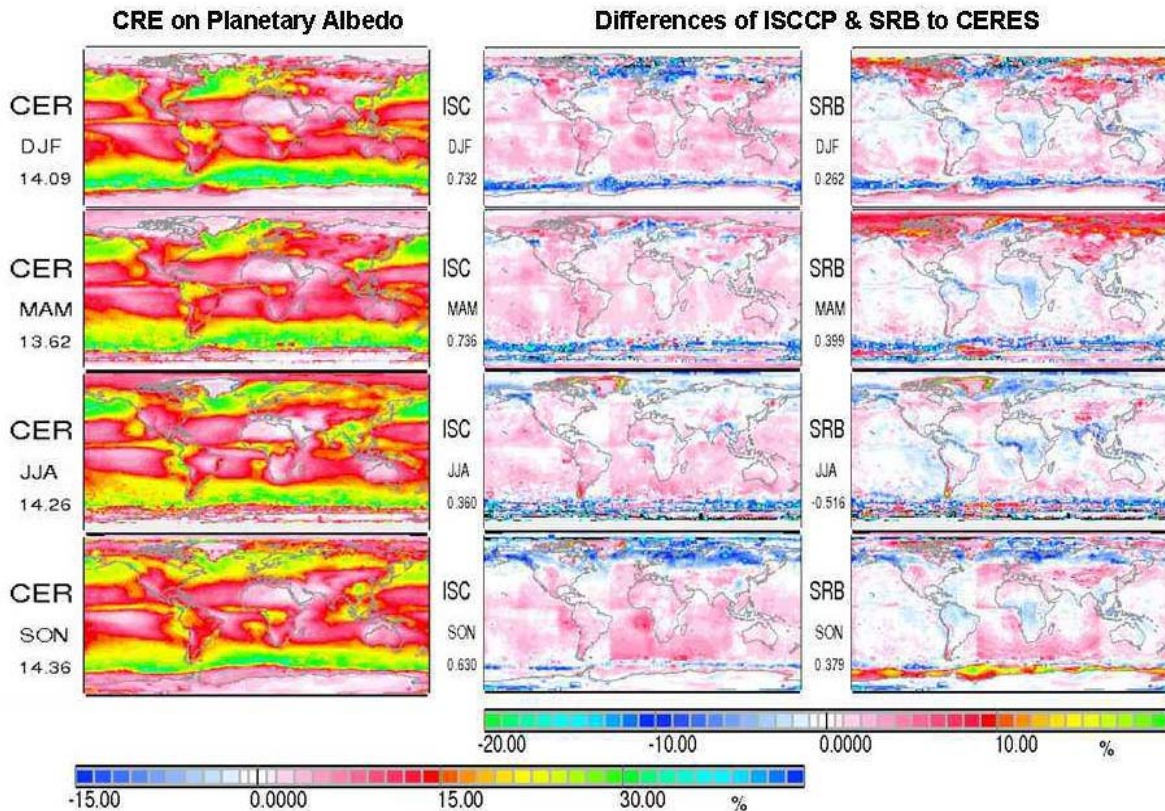 CRE on Planetary Albedo
Differences of ISCCP & SRB to CERES
CER
DJF
14.09
ISC
DJF
0.732
SRB
DJF
0.262
CER
MAM
13.62
ISC
MAM
0.736
SRB
MAM
0.399
CER
JJA
14.26
ISC
JJA
0.360
SRB
JJA
-0.516
CER
SON
14.36
ISC
SON
0.630
SRB
SON
0.379
-20.00 -10.00 0.0000 10.00 %
-15.00 0.0000 15.00 30.00 %